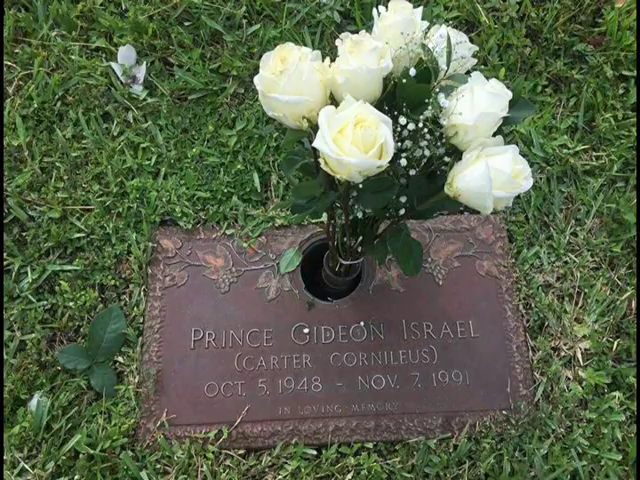 PRINCE GIDEON ISRAEL
(CARTER CORNILEUS)
OCT. 5, 1948 - NOV. 7, 1991
IN LOVING MEMORY